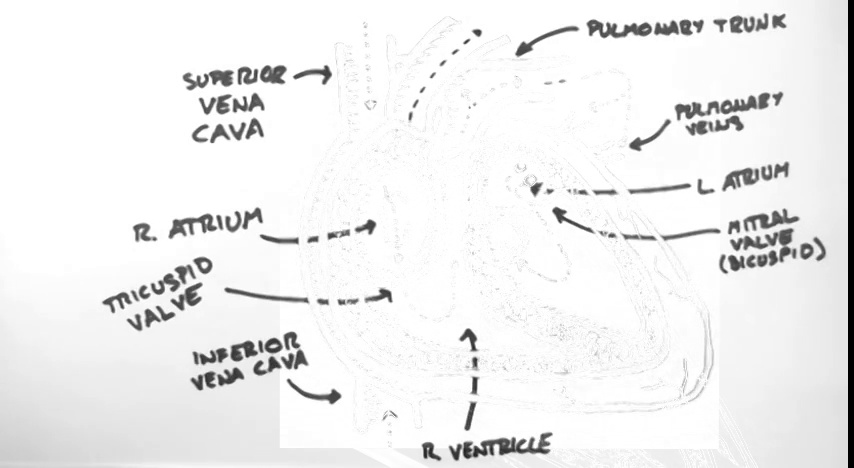 PULMONARY TRUNK
SUPERIOR
VENA
CAVA
PULMONARY
VEINS
L. ATRIUM
R. ATRIUM
MITRAL
VALVE
(BICUSPID)
TRICUSPID
VALVE
INFERIOR
VENA CAVA
R VENTRICLE